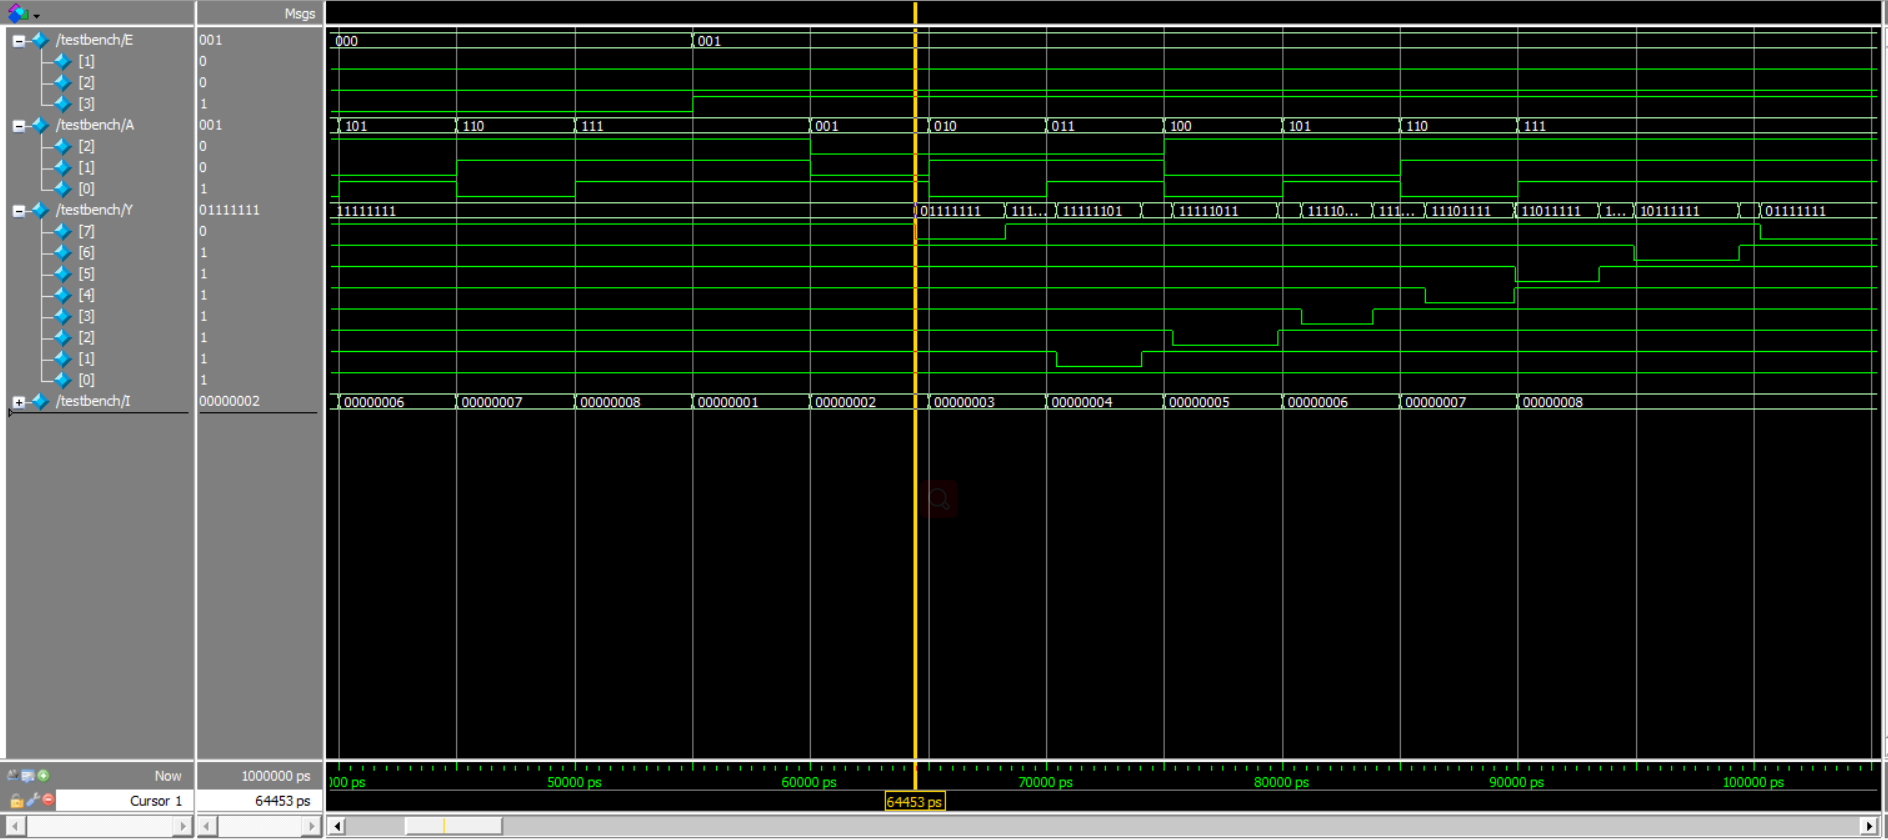 Msgs
/testbench/E 001 000 001
[1] 0
[2] 0
[3] 1
/testbench/A 001 101 110 111 001 010 011 100 101 110 111
[2] 0
[1] 0
[0] 1
/testbench/Y 01111111 11111111 01111111 111... 11111101 11111011 11110... 111... 11101111 11011111 1... 10111111 01111111
[7] 0
[6] 1
[5] 1
[4] 1
[3] 1
[2] 1
[1] 1
[0] 1
/testbench/I 00000002 00000006 00000007 00000008 00000001 00000002 00000003 00000004 00000005 00000006 00000007 00000008
Now 1000000 ps 000 ps 50000 ps 60000 ps 70000 ps 80000 ps 90000 ps 100000 ps
Cursor 1 64453 ps 64453 ps